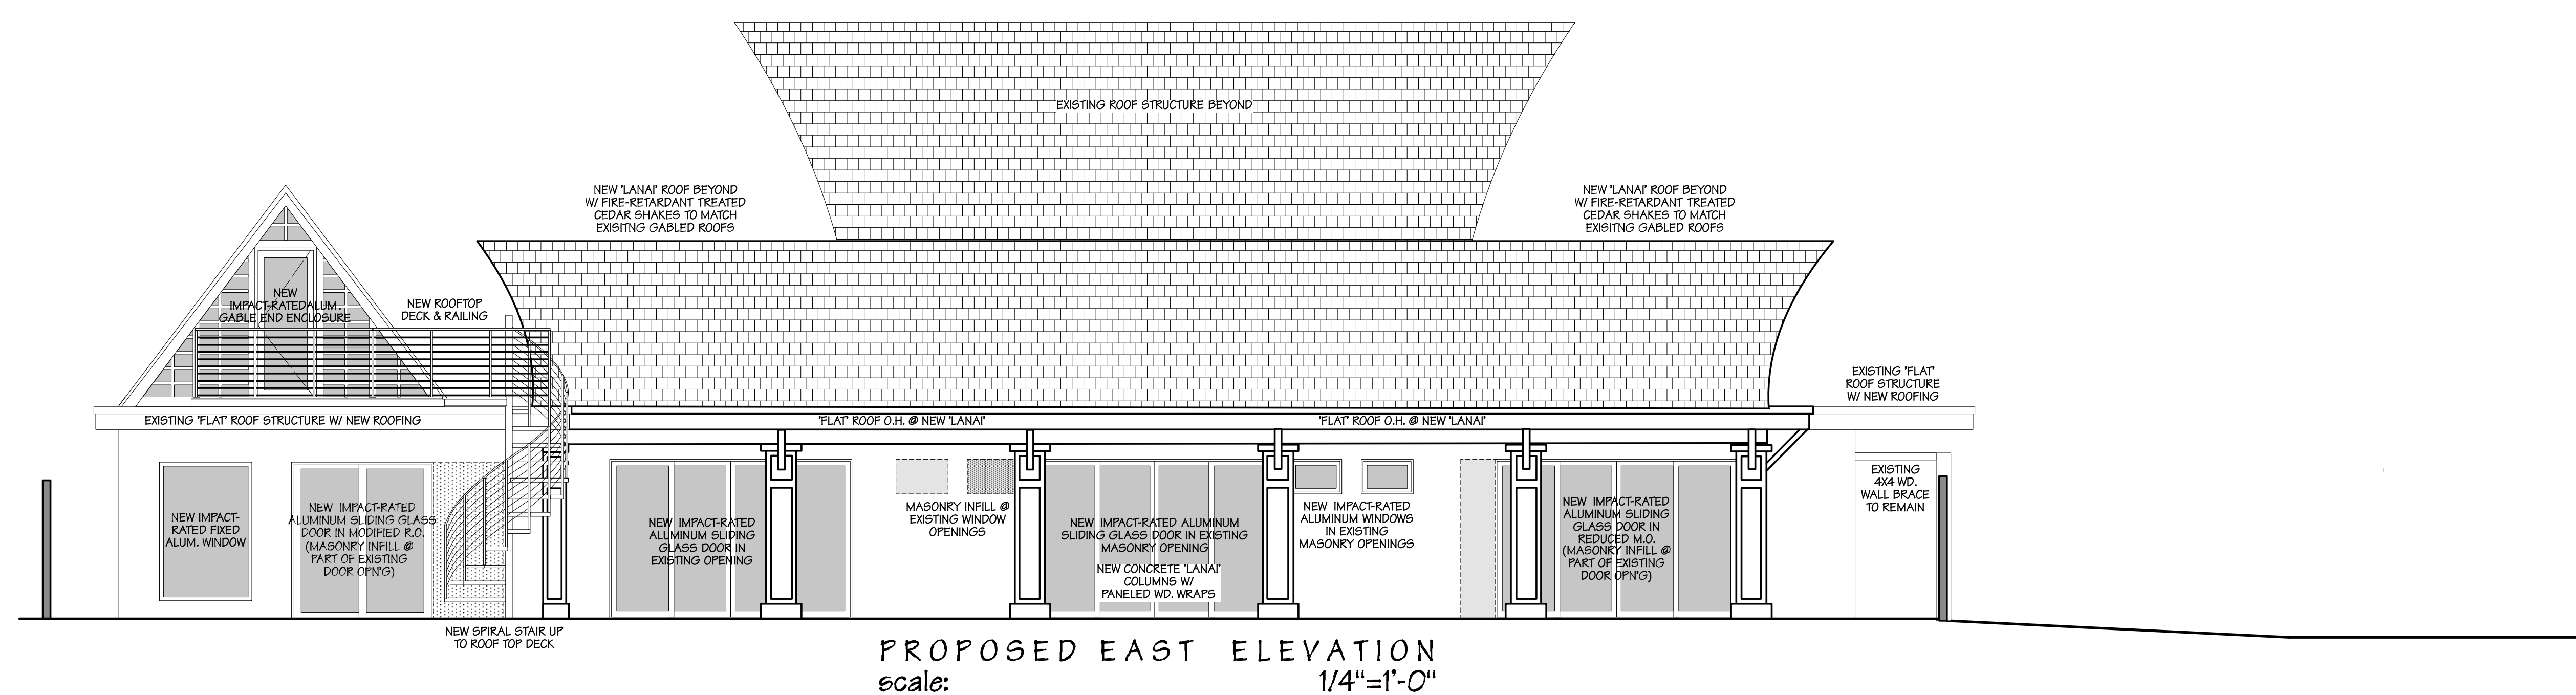 EXISTING ROOF STRUCTURE BEYOND
NEW 'LANAI' ROOF BEYOND
W/ FIRE-RETARDANT TREATED
CEDAR SHAKES TO MATCH
EXISITNG GABLED ROOFS
NEW 'LANAI' ROOF BEYOND
W/ FIRE-RETARDANT TREATED
CEDAR SHAKES TO MATCH
EXISITNG GABLED ROOFS
NEW
IMPACT-RATED ALUM.
GABLE END ENCLOSURE
NEW ROOFTOP
DECK & RAILING
EXISTING 'FLAT'
ROOF STRUCTURE
W/ NEW ROOFING
EXISTING 'FLAT' ROOF STRUCTURE W/ NEW ROOFING
'FLAT' ROOF O.H. @ NEW 'LANAI'
'FLAT' ROOF O.H. @ NEW 'LANAI'
NEW IMPACT-
RATED FIXED
ALUM. WINDOW
NEW IMPACT-RATED
ALUMINUM SLIDING GLASS
DOOR IN MODIFIED R.O.
(MASONRY INFILL @
PART OF EXISTING
DOOR OPN'G)
NEW IMPACT-RATED
ALUMINUM SLIDING
GLASS DOOR IN
EXISTING OPENING
MASONRY INFILL @
EXISTING WINDOW
OPENINGS
NEW IMPACT-RATED ALUMINUM
SLIDING GLASS DOOR IN EXISTING
MASONRY OPENING
NEW CONCRETE 'LANAI'
COLUMNS W/
PANELED WD. WRAPS
NEW IMPACT-RATED
ALUMINUM WINDOWS
IN EXISTING
MASONRY OPENINGS
NEW IMPACT-RATED
ALUMINUM SLIDING
GLASS DOOR IN
REDUCED M.O.
(MASONRY INFILL @
PART OF EXISTING
DOOR OPN'G)
EXISTING
4X4 WD.
WALL BRACE
TO REMAIN
NEW SPIRAL STAIR UP
TO ROOF TOP DECK
PROPOSED EAST ELEVATION
scale: 1/4"=1'-0"